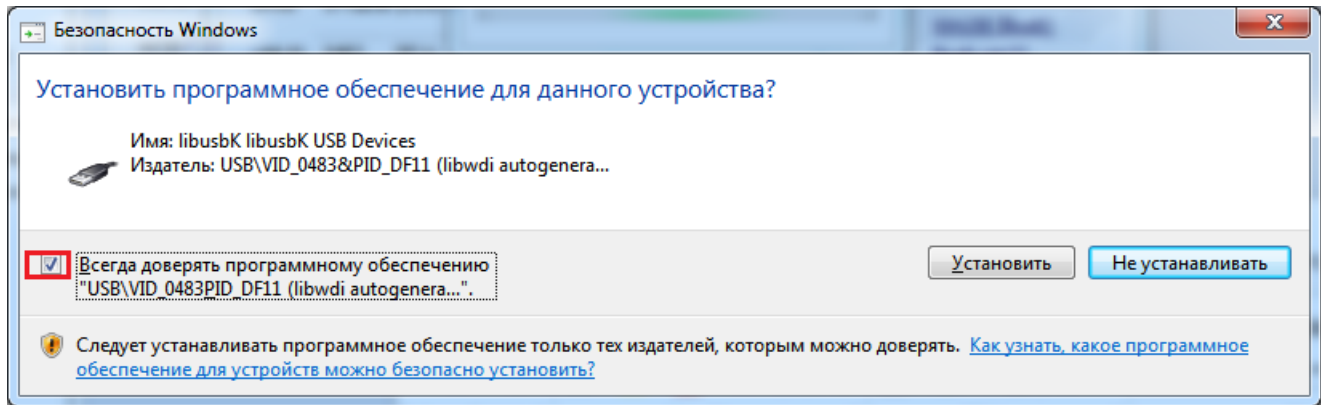 Безопасность Windows
Установить программное обеспечение для данного устройства?
Имя: libusbK libusbK USB Devices
Издатель: USB\VID_0483&PID_DF11 (libwdi autogenera...
Всегда доверять программному обеспечению
"USB\VID_0483PID_DF11 (libwdi autogenera...".
Установить
Не устанавливать
Следует устанавливать программное обеспечение только тех издателей, которым можно доверять. Как узнать, какое программное
обеспечение для устройств можно безопасно установить?